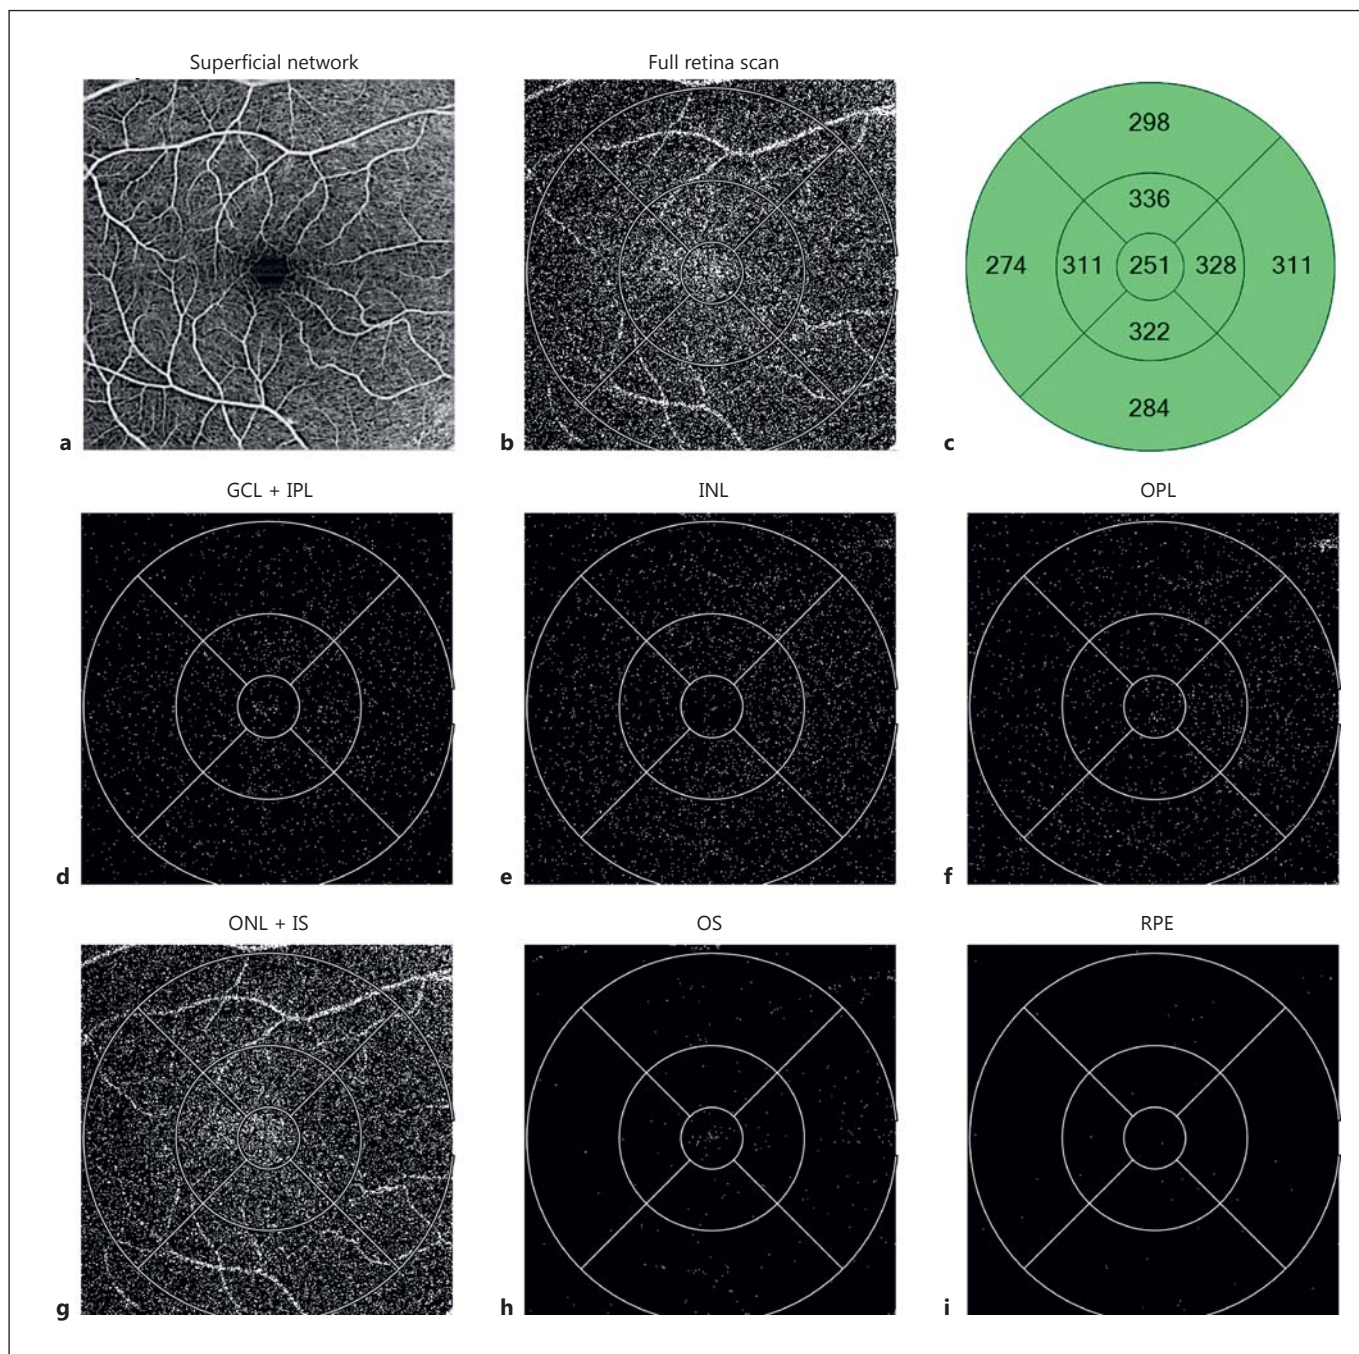 Superficial network
Full retina scan
298
336
274 311 251 328 311
322
284
a
b
c
GCL + IPL
INL
OPL
d
e
f
ONL + IS
OS
RPE
g
h
i